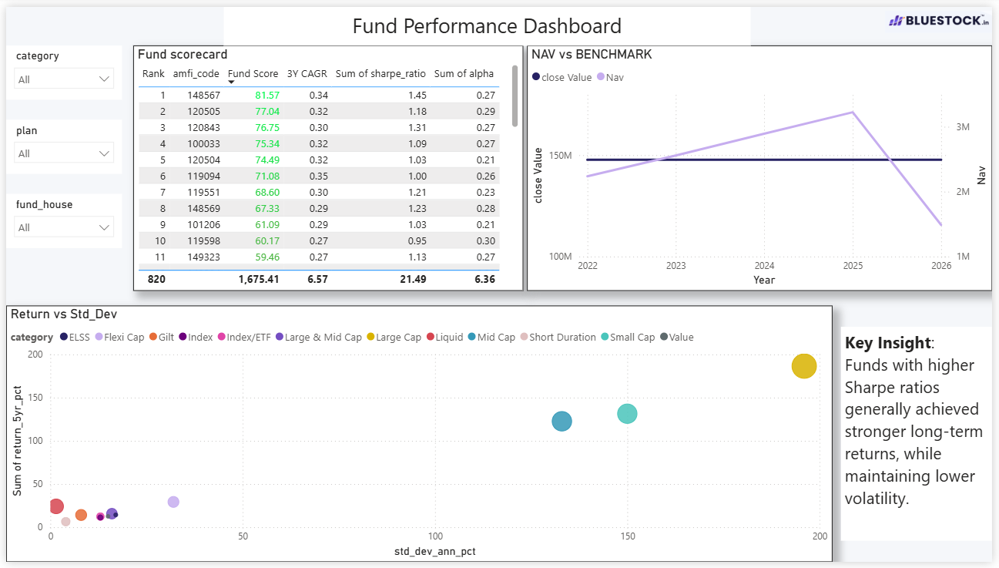 Fund Performance Dashboard
BLUESTOCK.in
category
All
plan
All
fund_house
All
Fund scorecard
Rank amfi_code Fund Score 3Y CAGR Sum of sharpe_ratio Sum of alpha
1 148567 81.57 0.34 1.45 0.27
2 120505 77.04 0.32 1.18 0.29
3 120843 76.75 0.30 1.31 0.27
4 100033 75.34 0.32 1.09 0.27
5 120504 74.49 0.32 1.03 0.21
6 119094 71.08 0.35 1.00 0.26
7 119551 68.60 0.30 1.21 0.23
8 148569 67.33 0.29 1.23 0.28
9 101206 61.09 0.29 1.03 0.21
10 119598 60.17 0.27 0.95 0.30
11 149323 59.46 0.27 1.13 0.27
820 1,675.41 6.57 21.49 6.36
NAV vs BENCHMARK
close Value Nav
close Value
150M
100M
3M
2M
1M
Nav
2022 2023 2024 2025 2026
Year
Return vs Std_Dev
category ELSS Flexi Cap Gilt Index Index/ETF Large & Mid Cap Large Cap Liquid Mid Cap Short Duration Small Cap Value
Sum of return_5yr_pct
200
150
100
50
0
0 50 100 150 200
std_dev_ann_pct
Key Insight:
Funds with higher
Sharpe ratios
generally achieved
stronger long-term
returns, while
maintaining lower
volatility.